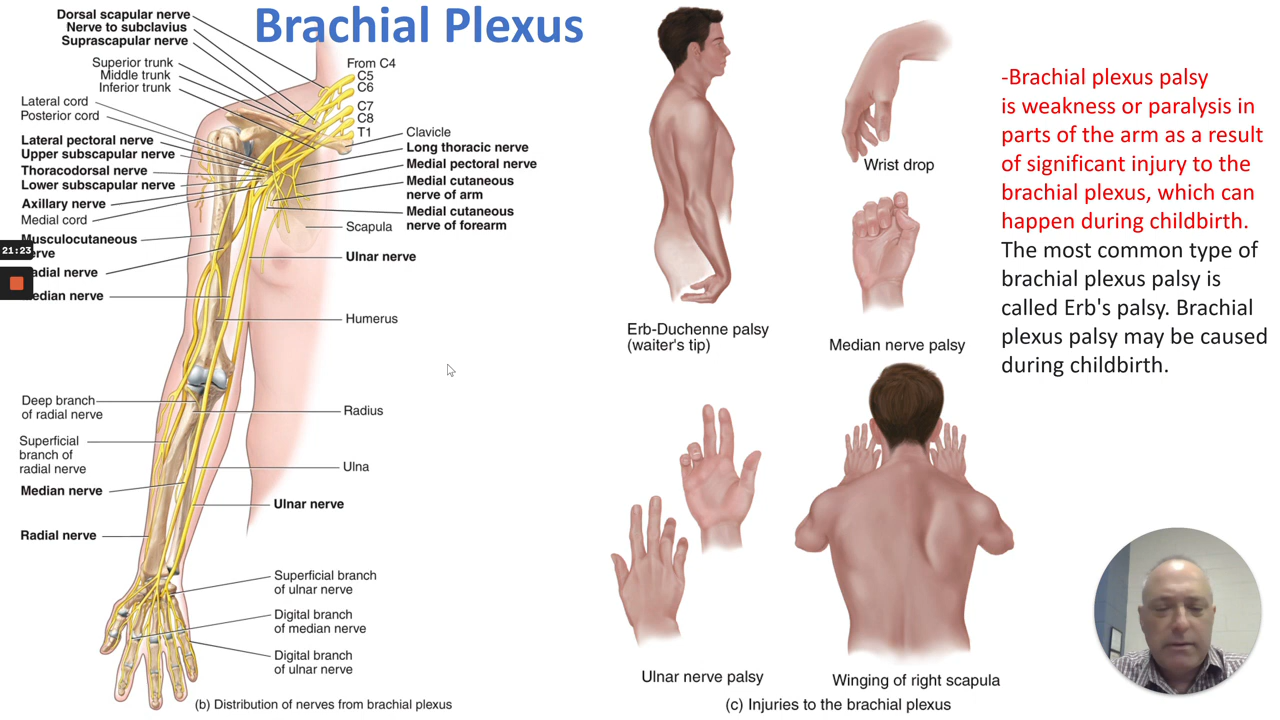 Brachial Plexus
Dorsal scapular nerve
Nerve to subclavius
Suprascapular nerve
Superior trunk
Middle trunk
Inferior trunk
Lateral cord
Posterior cord
Lateral pectoral nerve
Upper subscapular nerve
Thoracodorsal nerve
Lower subscapular nerve
Axillary nerve
Medial cord
Musculocutaneous
nerve
21:23
adial nerve
edian nerve
Deep branch
of radial nerve
Superficial
branch of
radial nerve
Median nerve
Radial nerve
From C4
C5
C6
C7
C8
T1
Clavicle
Long thoracic nerve
Medial pectoral nerve
Medial cutaneous
nerve of arm
Medial cutaneous
nerve of forearm
Scapula
Ulnar nerve
Humerus
Radius
Ulna
Ulnar nerve
Superficial branch
of ulnar nerve
Digital branch
of median nerve
Digital branch
of ulnar nerve
(b) Distribution of nerves from brachial plexus
Erb-Duchenne palsy
(waiter's tip)
Wrist drop
Median nerve palsy
Ulnar nerve palsy
Winging of right scapula
(c) Injuries to the brachial plexus
-Brachial plexus palsy
is weakness or paralysis in
parts of the arm as a result
of significant injury to the
brachial plexus, which can
happen during childbirth.
The most common type of
brachial plexus palsy is
called Erb's palsy. Brachial
plexus palsy may be caused
during childbirth.